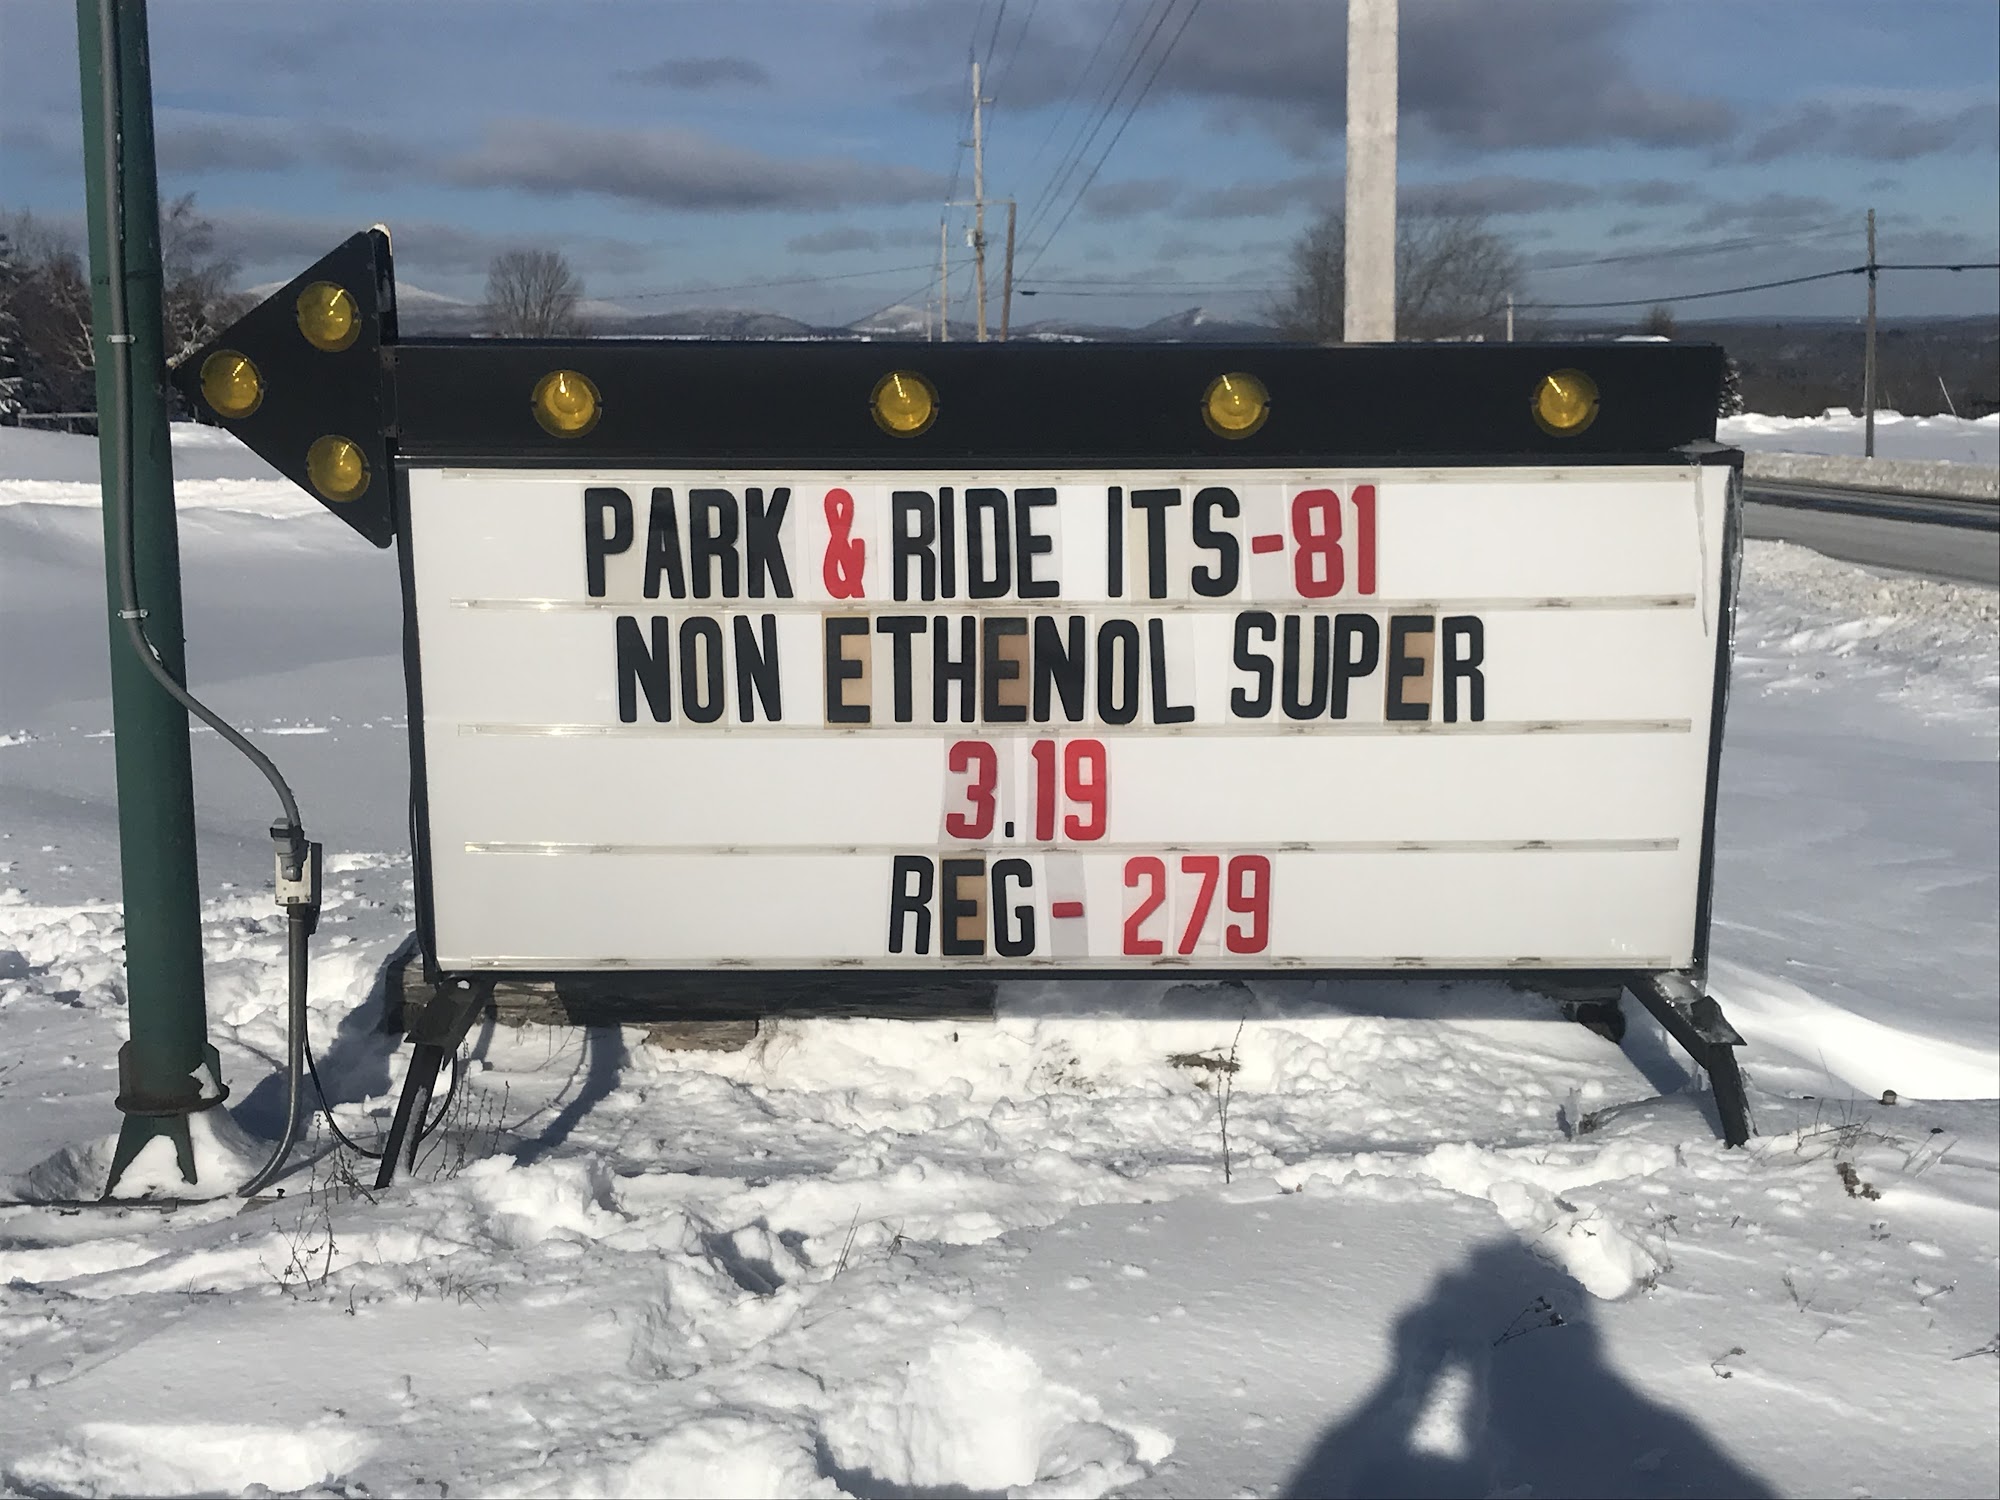 PARK & RIDE ITS-81
NON ETHENOL SUPER
3.19
REG- 279